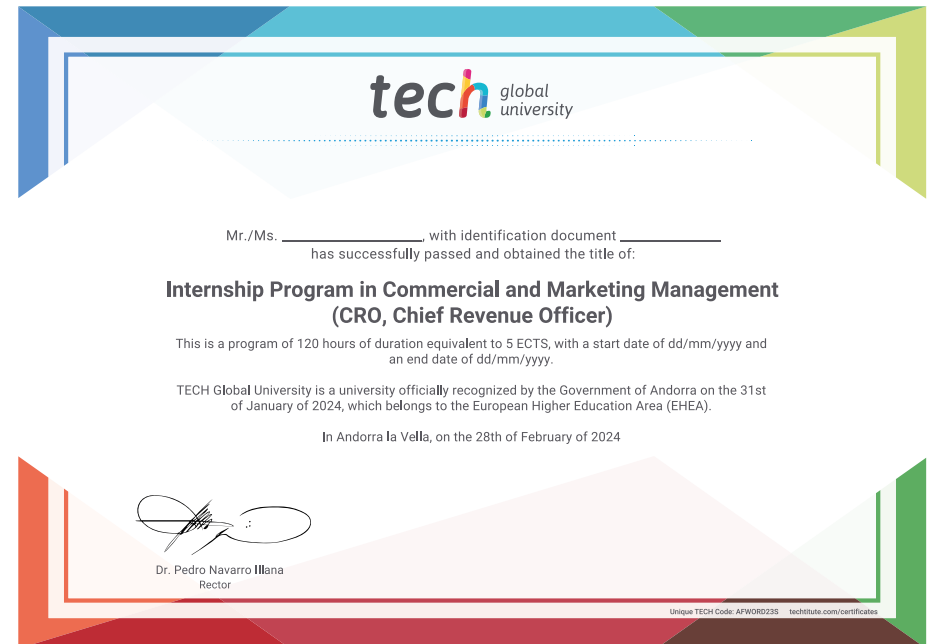 tech global
university
Mr./Ms. ____________, with identification document ____________
has successfully passed and obtained the title of:
Internship Program in Commercial and Marketing Management
(CRO, Chief Revenue Officer)
This is a program of 120 hours of duration equivalent to 5 ECTS, with a start date of dd/mm/yyyy and
an end date of dd/mm/yyyy.
TECH Global University is a university officially recognized by the Government of Andorra on the 31st
of January of 2024, which belongs to the European Higher Education Area (EHEA).
In Andorra la Vella, on the 28th of February of 2024
Dr. Pedro Navarro Illana
Rector
Unique TECH Code: AFWORD23S techtitute.com/certificates